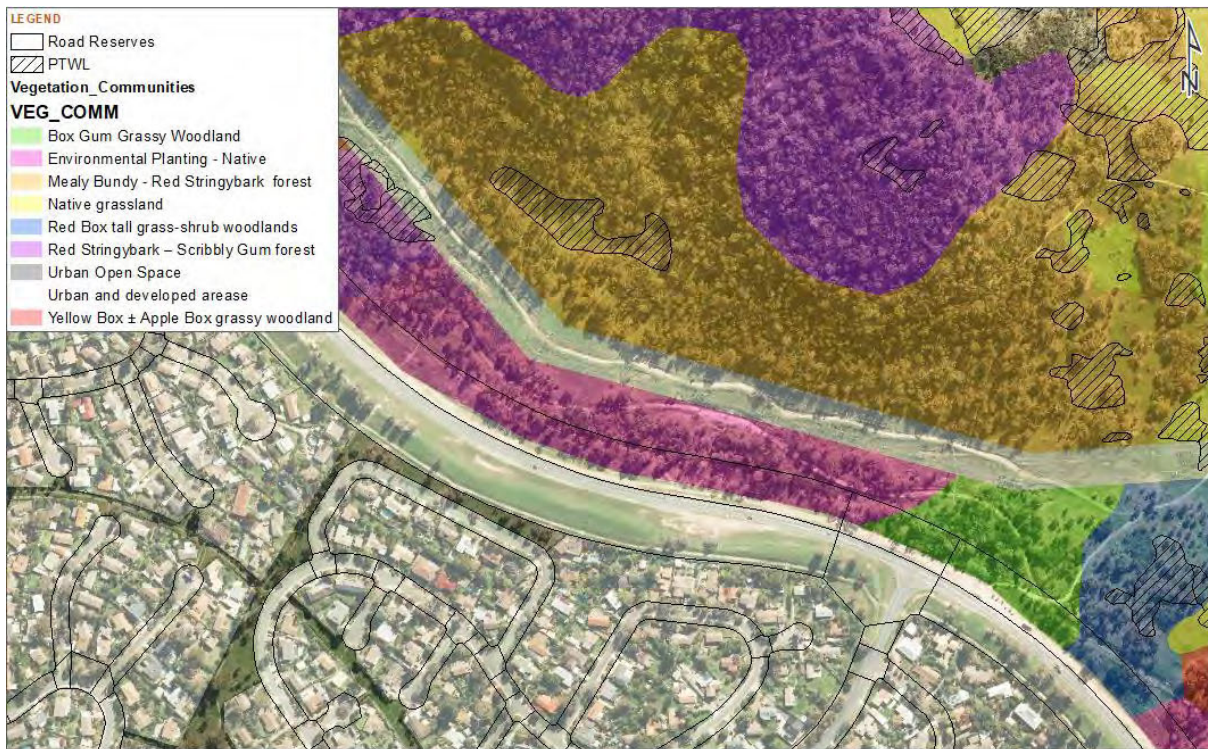 LEGEND
Road Reserves
PTWL
Vegetation_Communities
VEG_COMM
Box Gum Grassy Woodland
Environmental Planting - Native
Mealy Bundy - Red Stringybark forest
Native grassland
Red Box tall grass-shrub woodlands
Red Stringybark – Scribbly Gum forest
Urban Open Space
Urban and developed arease
Yellow Box ± Apple Box grassy woodland
N